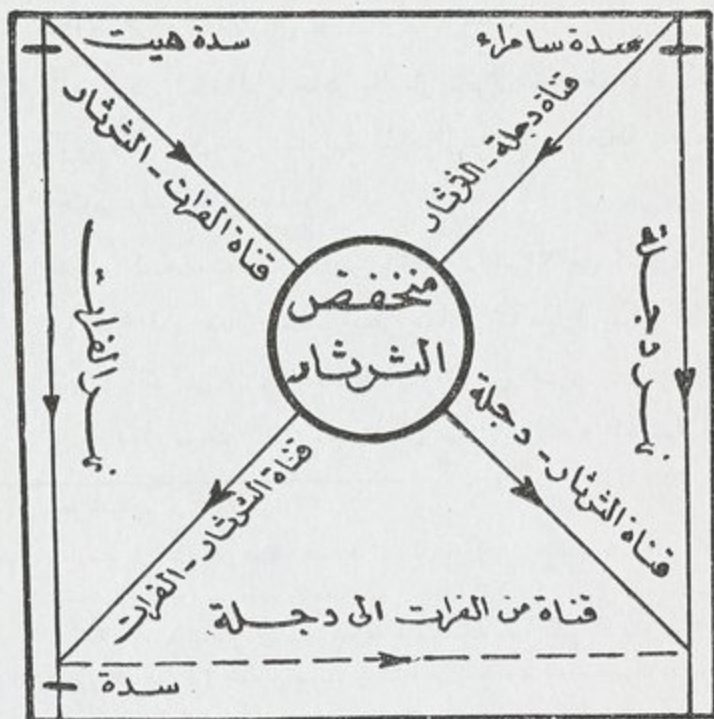 سدة سامراء
سدة هيت
قناة دجلة - الثرثار
قناة الفرات - الثرثار
نهر دجلة
منخفض
الثرثار
نهر الفرات
قناة الثرثار - دجلة
قناة الثرثار - الفرات
قناة من الفرات الى دجلة
سدة